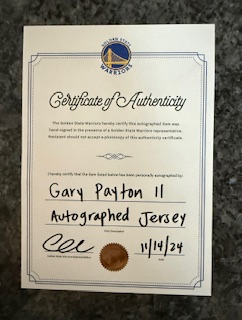 GOLDEN STATE
WARRIORS
Certificate of Authenticity
The Golden State Warriors hereby certify this autographed item was
hand-signed in the presence of a Golden State Warriors representative.
Recipient should not accept a photocopy of this authenticity certificate.
I hereby certify that the item listed below has been personally autographed by:
Gary Payton II
Autographed Jersey
11/14/24